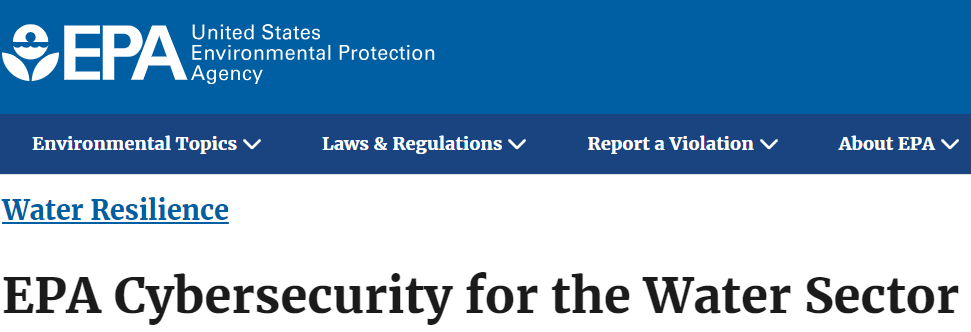 EPA United States
Environmental Protection
Agency
Environmental Topics Laws & Regulations Report a Violation About EPA
Water Resilience
EPA Cybersecurity for the Water Sector